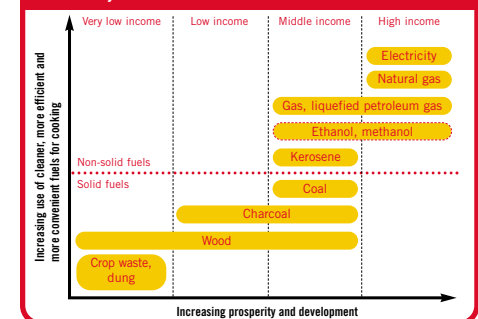 Very low income
Low income
Middle income
High income
Electricity
Natural gas
Gas, liquefied petroleum gas
Ethanol, methanol
Kerosene
Non-solid fuels
Solid fuels
Coal
Charcoal
Wood
Crop waste,
dung
Increasing use of cleaner, more efficient and
more convenient fuels for cooking
Increasing prosperity and development